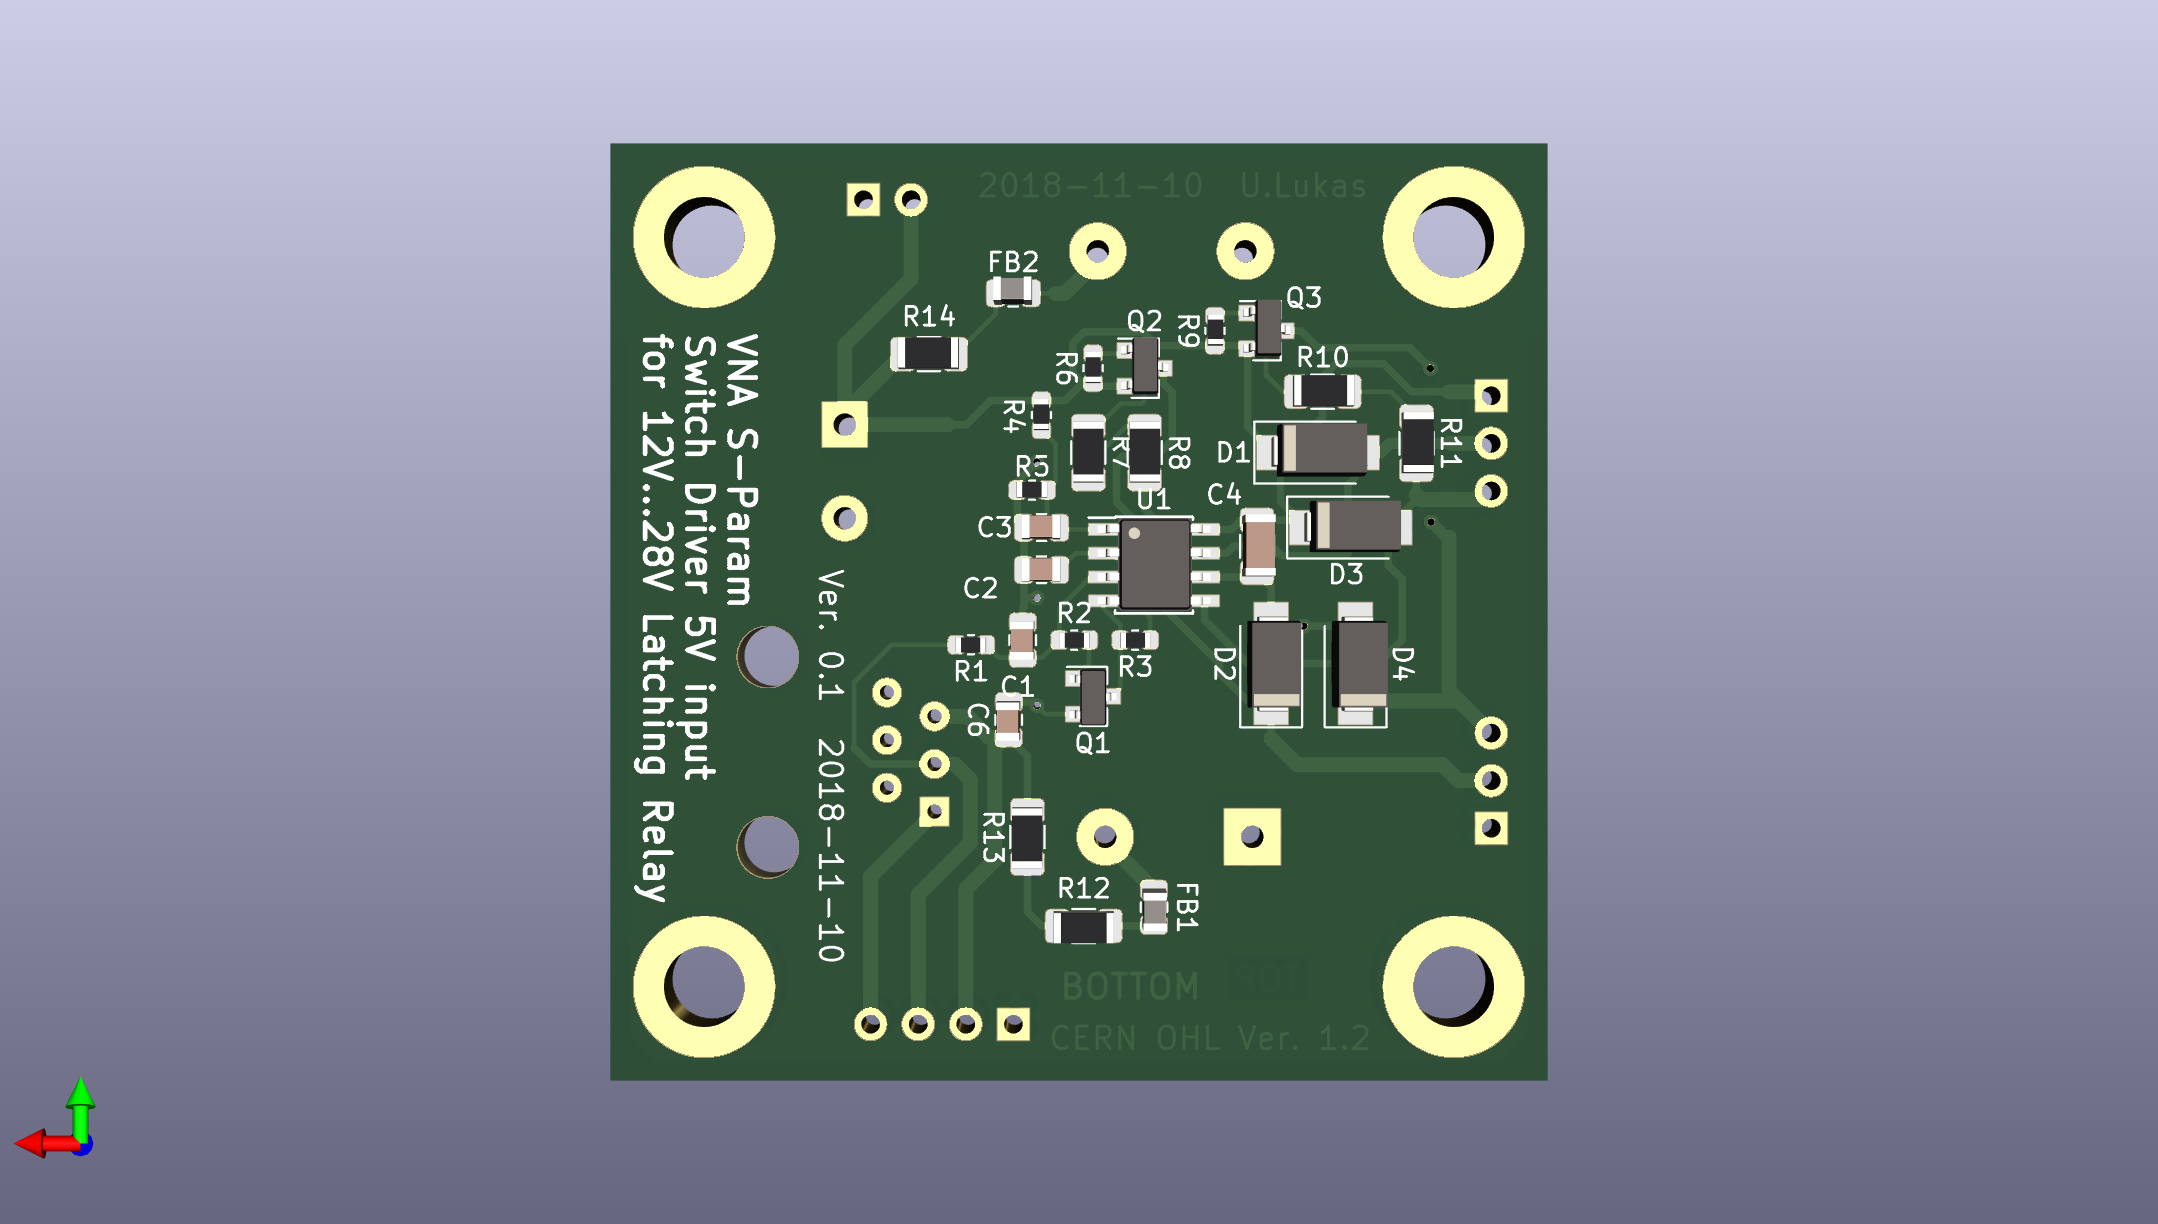 2018-11-10 U.Lukas
FB2
R14
Q3
Q2
R9
R10
R6
R4
R7
R8
D1
R11
R5
U1
C4
C3
C2
D3
R2
R1
R3
D2
D4
C1
C6
Q1
R13
R12
FB1
VNA S-Param
Switch Driver 5V input
for 12V...28V Latching Relay
Ver. 0.1 2018-11-10
BOTTOM TOP
CERN OHL Ver. 1.2